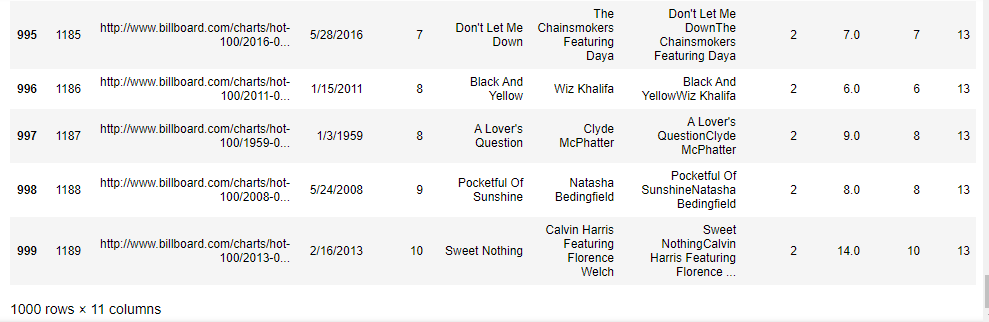 995 1185 http://www.billboard.com/charts/hot-100/2016-0... 5/28/2016 7 Don't Let Me Down The Chainsmokers Featuring Daya Don't Let Me DownThe Chainsmokers Featuring Daya 2 7.0 7 13
996 1186 http://www.billboard.com/charts/hot-100/2011-0... 1/15/2011 8 Black And Yellow Wiz Khalifa Black And YellowWiz Khalifa 2 6.0 6 13
997 1187 http://www.billboard.com/charts/hot-100/1959-0... 1/3/1959 8 A Lover's Question Clyde McPhatter A Lover's QuestionClyde McPhatter 2 9.0 8 13
998 1188 http://www.billboard.com/charts/hot-100/2008-0... 5/24/2008 9 Pocketful Of Sunshine Natasha Bedingfield Pocketful Of SunshineNatasha Bedingfield 2 8.0 8 13
999 1189 http://www.billboard.com/charts/hot-100/2013-0... 2/16/2013 10 Sweet Nothing Calvin Harris Featuring Florence Welch Sweet NothingCalvin Harris Featuring Florence ... 2 14.0 10 13
1000 rows × 11 columns